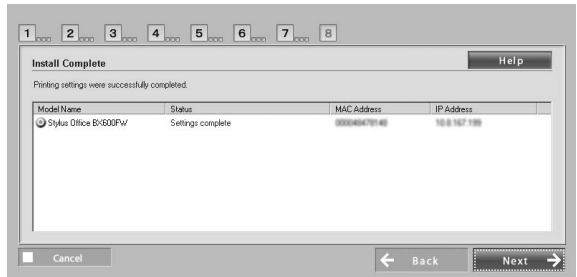 1 2 3 4 5 6 7 8
Install Complete Help
Printing settings were successfully completed.
Model Name Status MAC Address IP Address
Stylus Office BX600FW Settings complete
Cancel Back Next